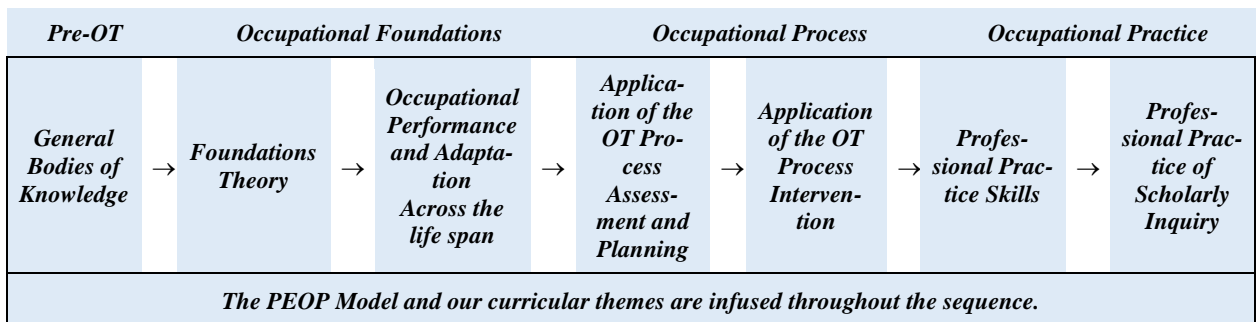 Pre-OT
Occupational Foundations
Occupational Process
Occupational Practice
General
Bodies of
Knowledge
→
Foundations
Theory
→
Occupational
Performance
and Adapta-
tion
Across the
life span
→
Applica-
tion of the
OT Pro-
cess
Assess-
ment and
Planning
→
Application
of the OT
Process
Interven-
tion
→
Profes-
sional Prac-
tice Skills
→
Profes-
sional Prac-
tice of
Scholarly
Inquiry
The PEOP Model and our curricular themes are infused throughout the sequence.